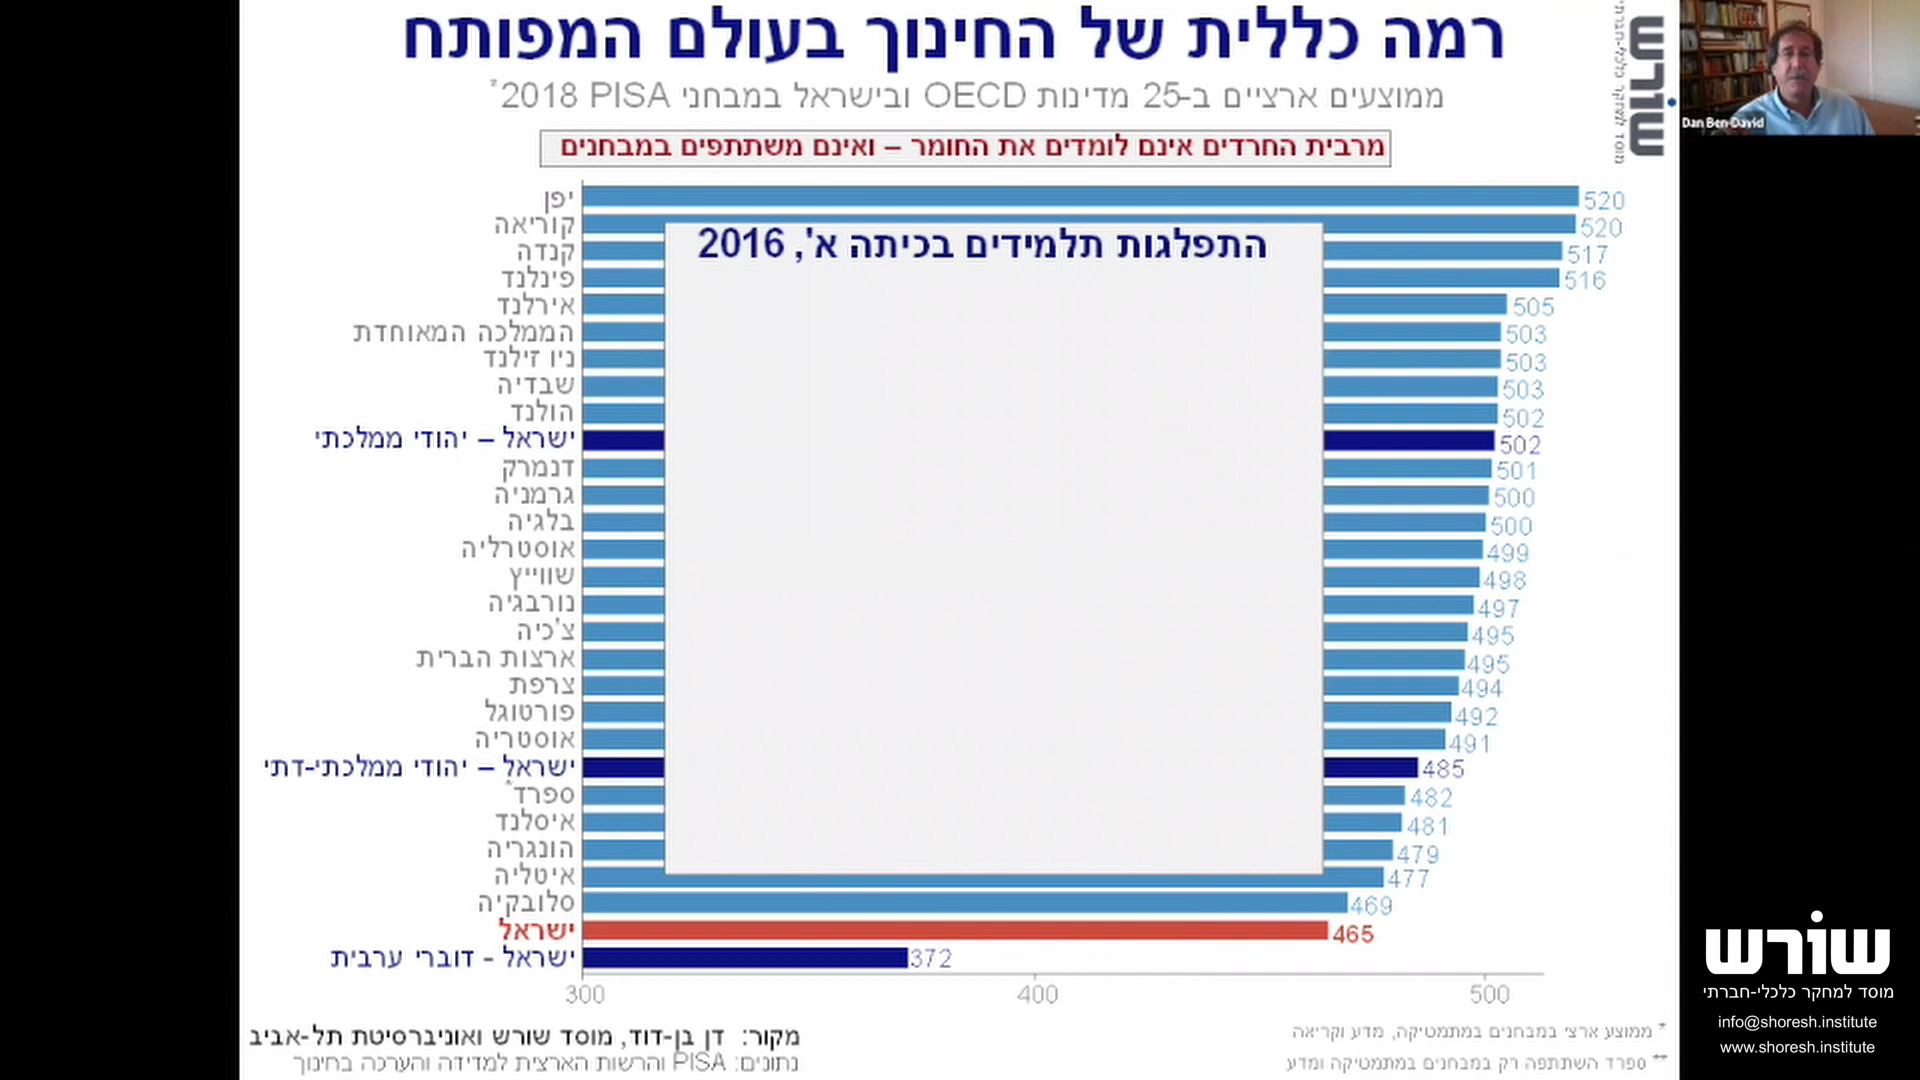 רמה כללית של החינוך בעולם המפותח
ממוצעים ארציים ב-25 מדינות OECD ובישראל במבחני PISA 2018*
מרבית החרדים אינם לומדים את החומר – ואינם משתתפים במבחנים
התפלגות תלמידים בכיתה א', 2016
יפן 520
קוריאה 520
קנדה 517
פינלנד 516
אירלנד 505
הממלכה המאוחדת 503
ניו זילנד 503
שבדיה 503
הולנד 502
ישראל – יהודי ממלכתי 502
דנמרק 501
גרמניה 500
בלגיה 500
אוסטרליה 499
שווייץ 498
נורבגיה 497
צ'כיה 495
ארצות הברית 495
צרפת 494
פורטוגל 492
אוסטריה 491
ישראל – יהודי ממלכתי-דתי 485
ספרד** 482
איסלנד 481
הונגריה 479
איטליה 477
סלובקיה 469
ישראל 465
ישראל - דוברי ערבית 372
300 400 500
* ממוצע ארצי במבחנים במתמטיקה, מדע וקריאה
** ספרד השתתפה רק במבחנים במתמטיקה ומדע
מקור: דן בן-דוד, מוסד שורש ואוניברסיטת תל-אביב
נתונים: PISA והרשות הארצית למדידה והערכה בחינוך
שורש
מוסד למחקר כלכלי-חברתי
Dan Ben-David
שורש
מוסד למחקר כלכלי-חברתי
info@shoresh.institute
www.shoresh.institute